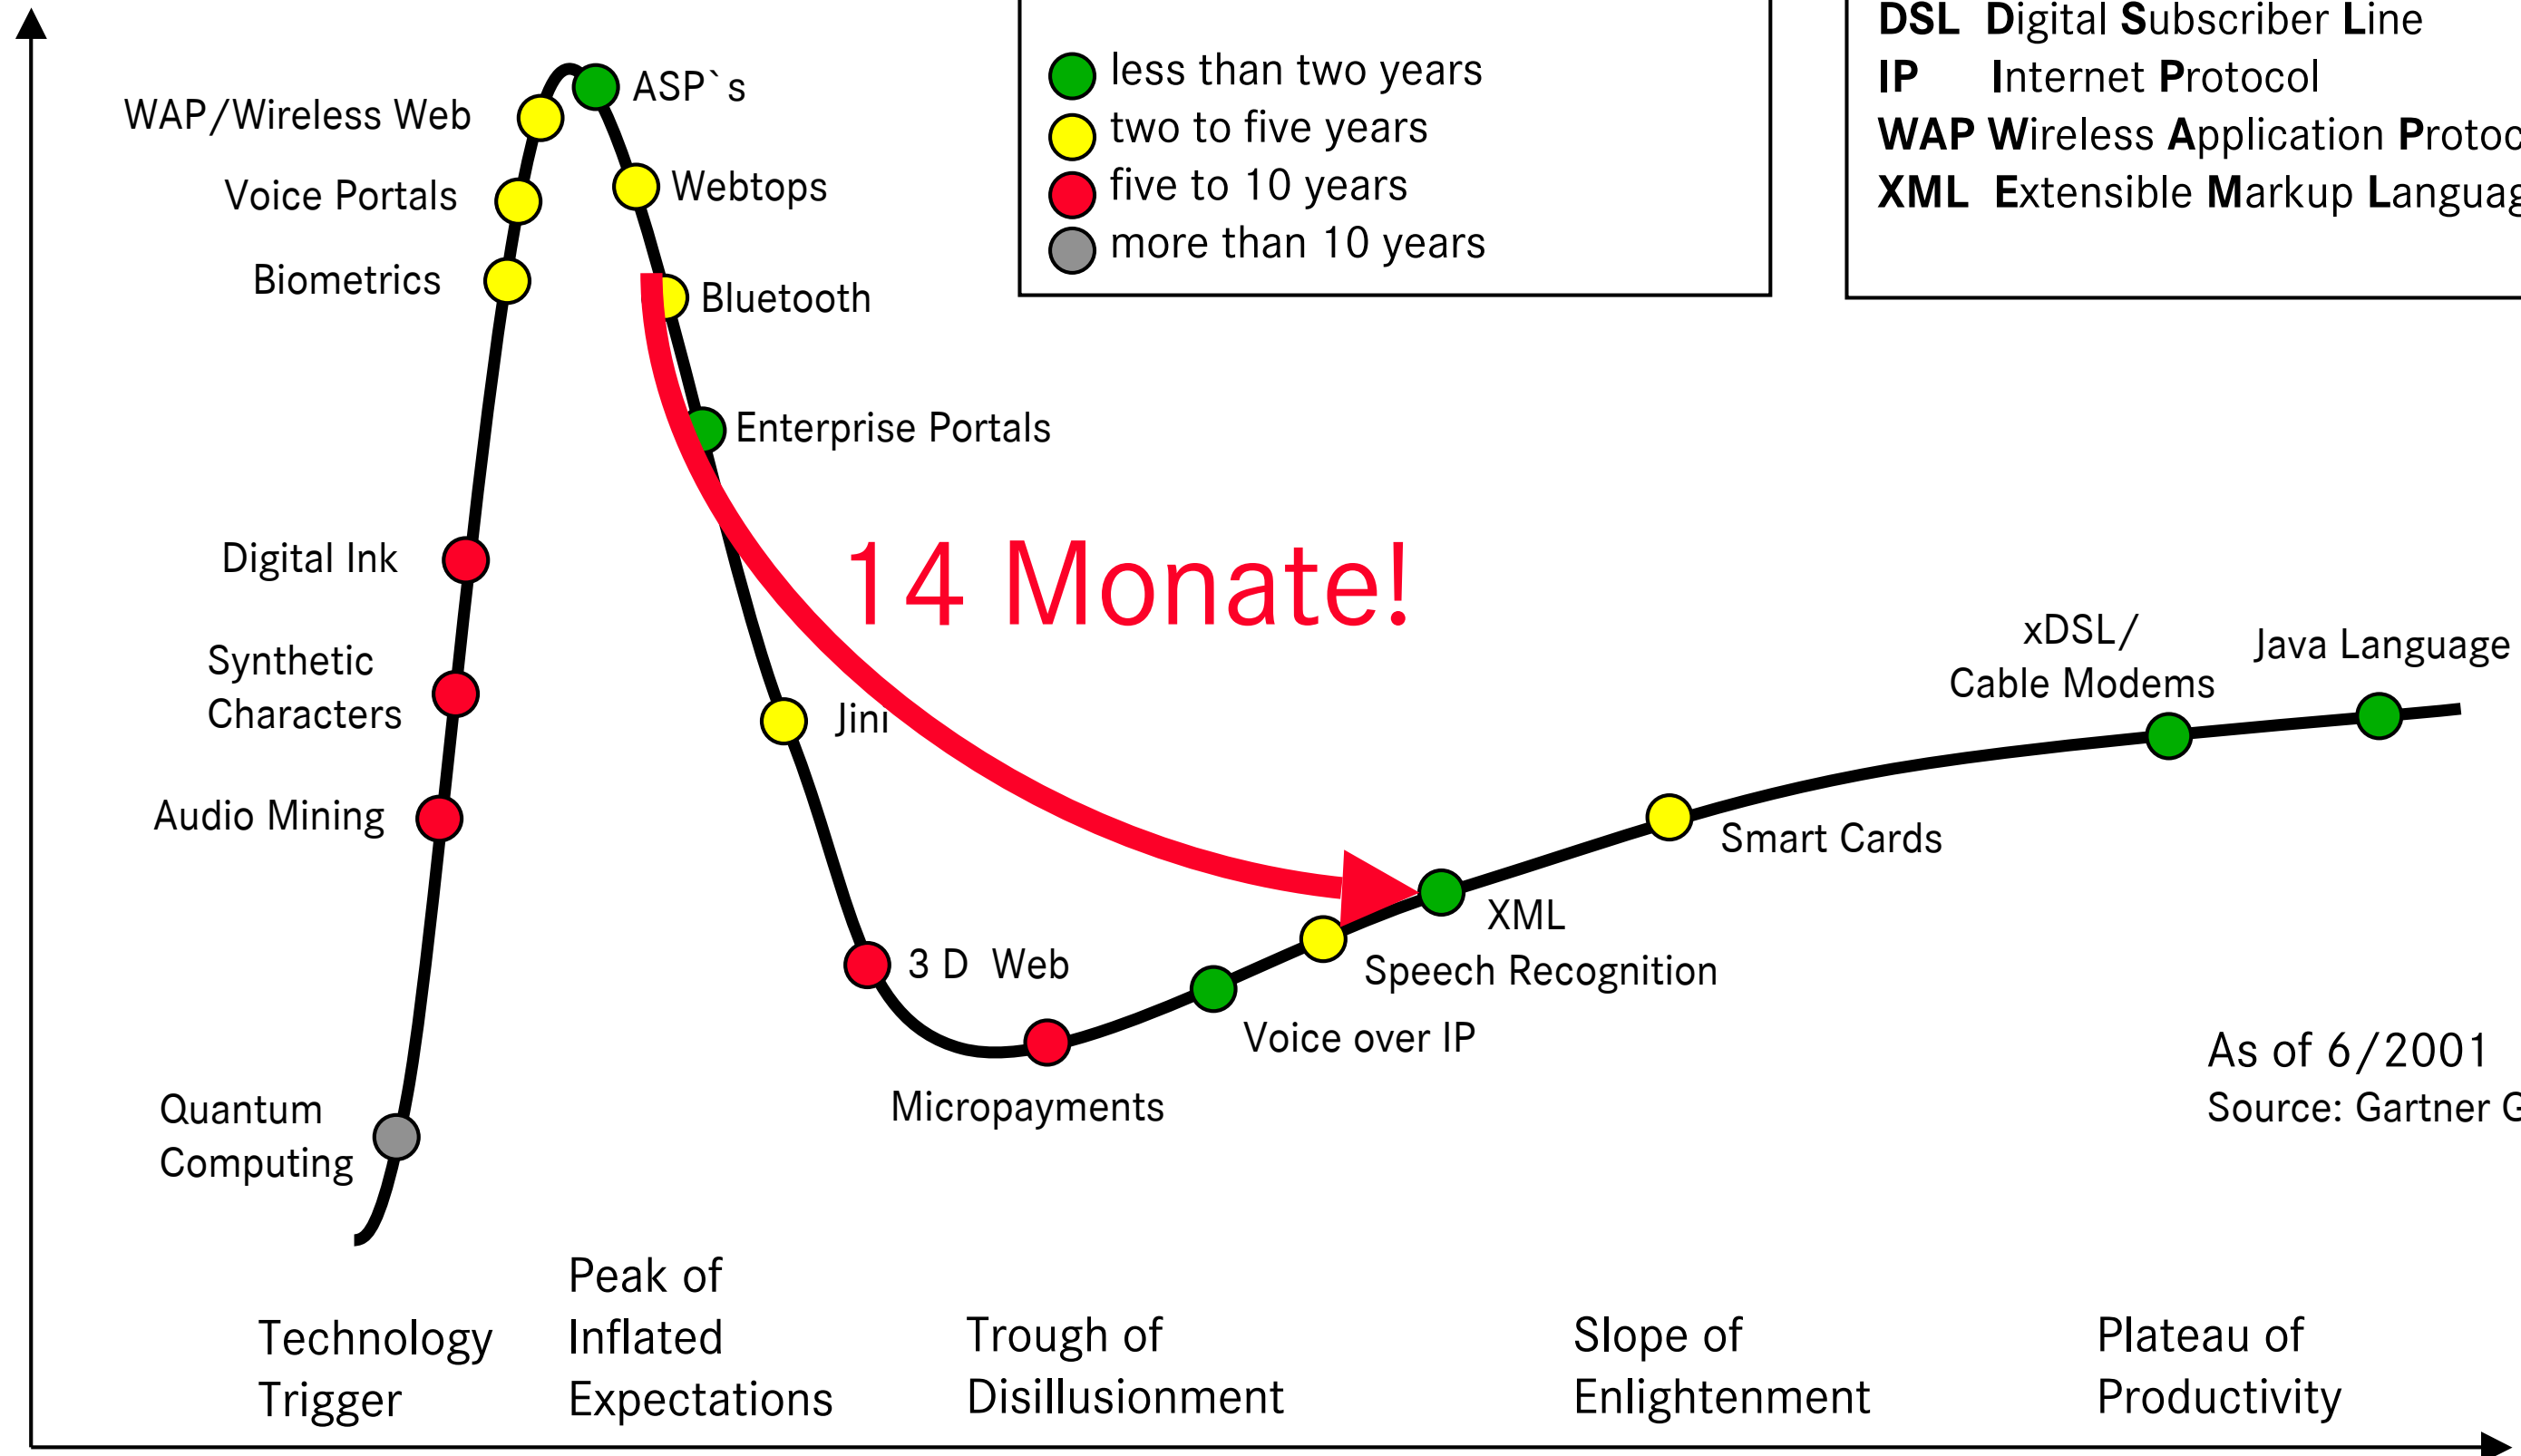 less than two years
two to five years
five to 10 years
more than 10 years
DSL Digital Subscriber Line
IP Internet Protocol
WAP Wireless Application
XML Extensible Markup
ASP`s
WAP/Wireless Web
Voice Portals
Webtops
Biometrics
Bluetooth
Enterprise Portals
Digital Ink
14 Monate!
Synthetic
Characters
xDSL/
Cable Modems
Java Language
Jini
Audio Mining
Smart Cards
XML
Speech Recognition
3 D Web
Voice over IP
Micropayments
Quantum
Computing
As of 6/2001
Source: Gartner
Technology
Trigger
Peak of
Inflated
Expectations
Trough of
Disillusionment
Slope of
Enlightenment
Plateau of
Productivity